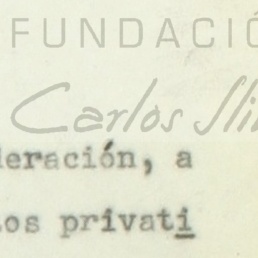 FUNDACIÓ
Carlos Sli
deración, a
los privati